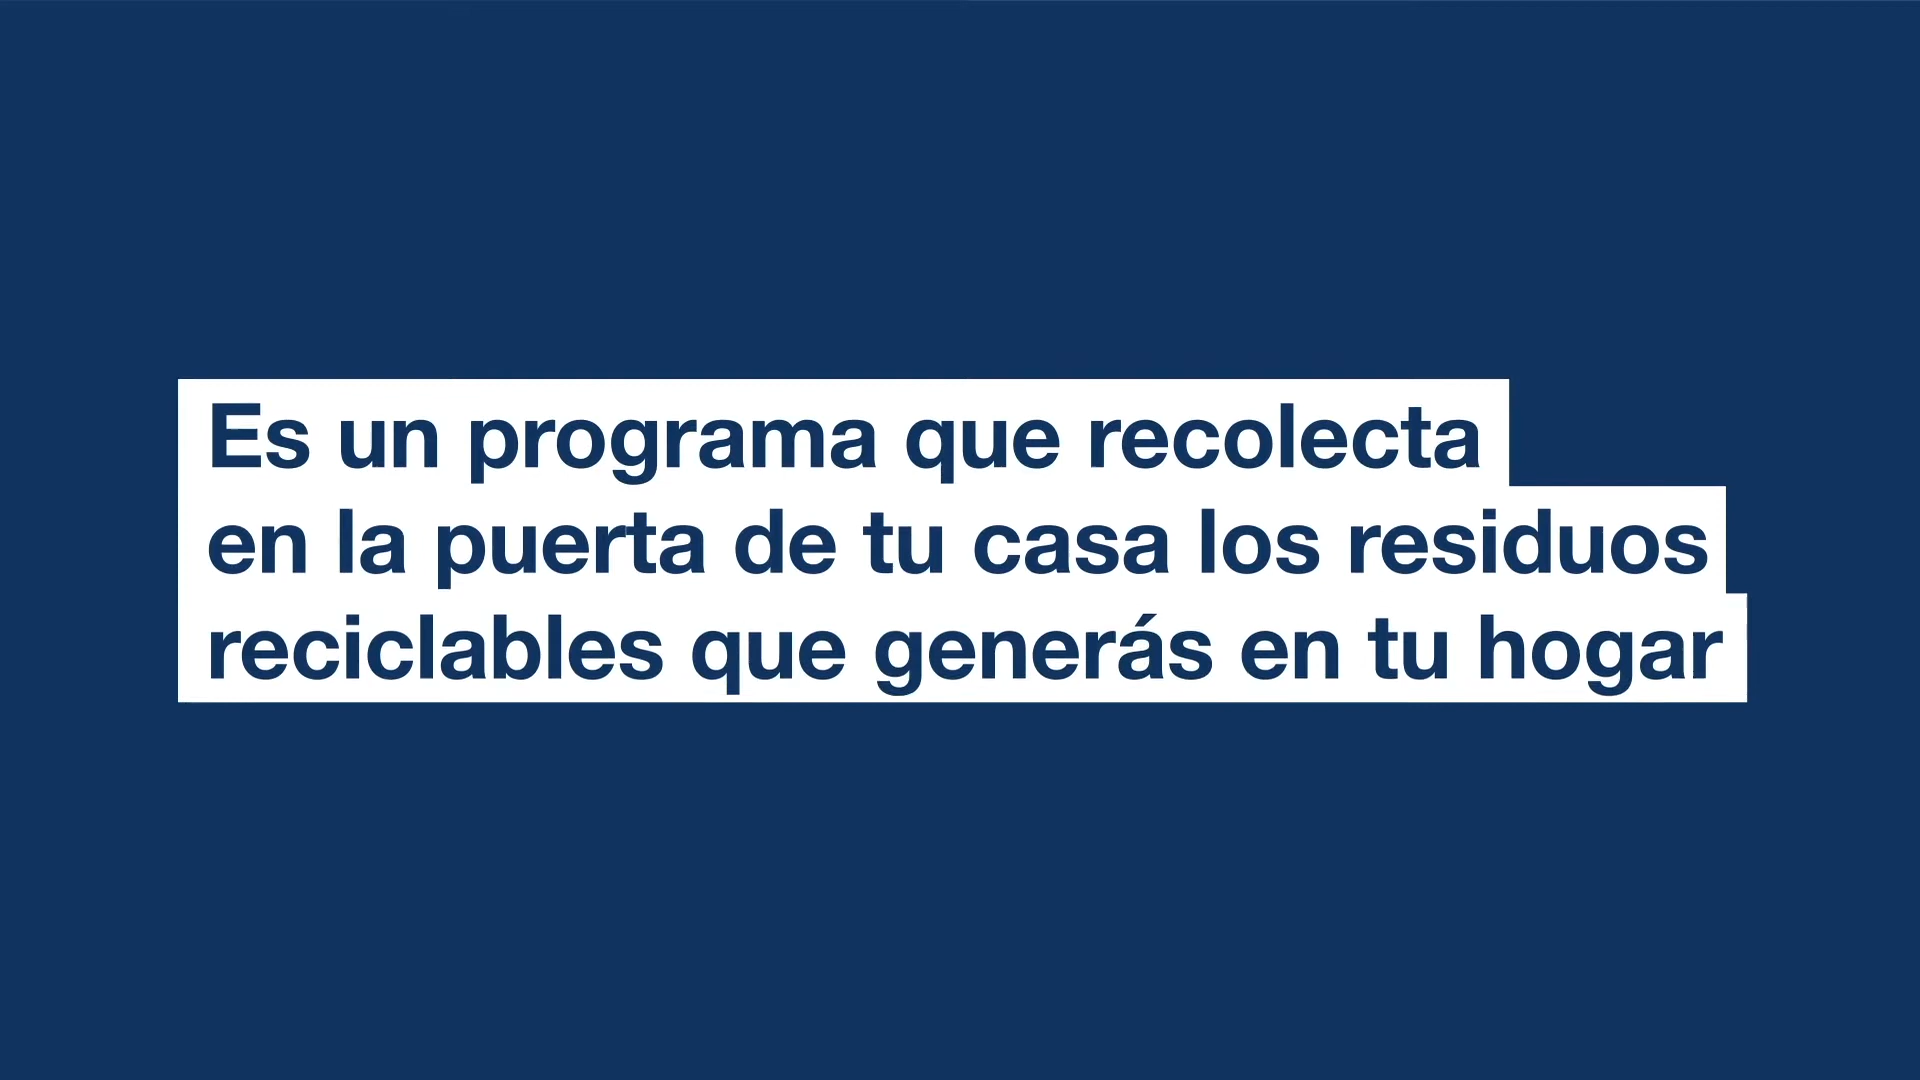 Es un programa que recolecta
en la puerta de tu casa los residuos
reciclables que generás en tu hogar